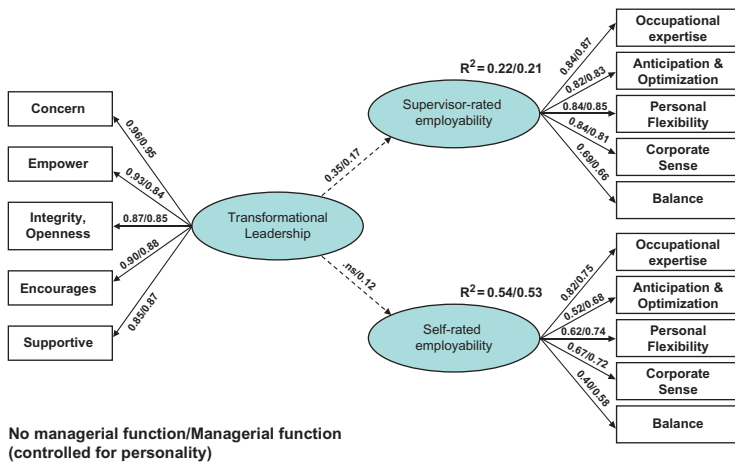 Concern
Empower
Integrity,
Openness
Encourages
Supportive
0.96/0.95
0.93/0.84
0.87/0.85
0.90/0.88
0.85/0.87
Transformational
Leadership
0.35/0.17
.ns/0.12
R²=0.22/0.21
Supervisor-rated
employability
0.84/0.87
0.82/0.83
0.84/0.85
0.84/0.81
0.69/0.66
Occupational
expertise
Anticipation &
Optimization
Personal
Flexibility
Corporate
Sense
Balance
R²=0.54/0.53
Self-rated
employability
0.82/0.75
0.52/0.68
0.62/0.74
0.67/0.72
0.40/0.58
Occupational
expertise
Anticipation &
Optimization
Personal
Flexibility
Corporate
Sense
Balance
No managerial function/Managerial function
(controlled for personality)